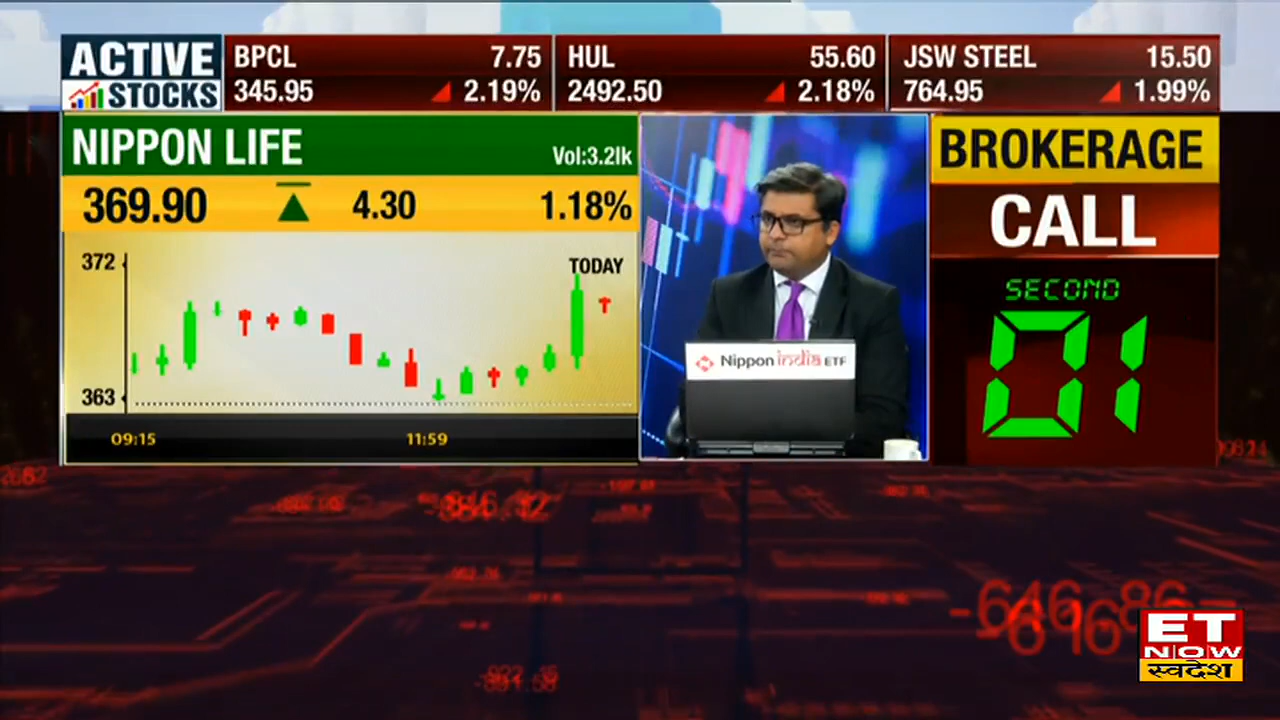 ACTIVE
STOCKS
BPCL 7.75
345.95 2.19%
HUL 55.60
2492.50 2.18%
JSW STEEL 15.50
764.95 1.99%
NIPPON LIFE Vol:3.2lk
369.90 4.30 1.18%
372 TODAY
363
09:15 11:59
Nippon india ETF
BROKERAGE
CALL
SECOND
01
ET
NOW
स्वदेश